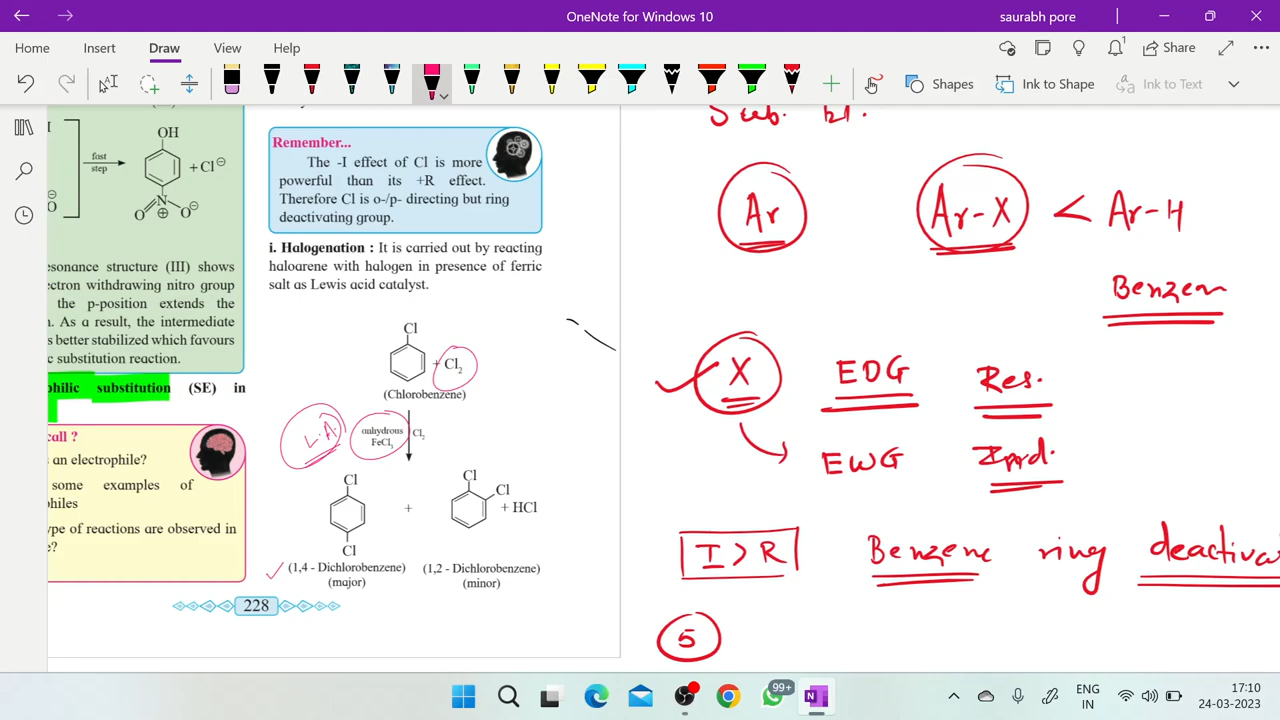 OneNote for Windows 10
saurabh pore
Home
Insert
Draw
View
Help
Share
Shapes
Ink to Shape
Ink to Text
OH
fast
step
+ Cl⊖
N
⊕
O
O⊖
esonance structure (III) shows
ectron withdrawing nitro group
the p-position extends the
n. As a result, the intermediate
s better stabilized which favours
c substitution reaction.
philic substitution (SE) in
call ?
s an electrophile?
some examples of
philes
ype of reactions are observed in
e?
Remember...
The -I effect of Cl is more
powerful than its +R effect.
Therefore Cl is o-/p- directing but ring
deactivating group.
i. Halogenation : It is carried out by reacting
haloarene with halogen in presence of ferric
salt as Lewis acid catalyst.
Cl
+ Cl₂
(Chlorobenzene)
L.A.
anhydrous
FeCl₃
Cl₂
Cl
Cl
+
Cl
Cl
+ HCl
(1,4 - Dichlorobenzene)
(major)
(1,2 - Dichlorobenzene)
(minor)
228
Sub.
Ar
Ar-X < Ar-H
Benzen
X
EDG
Res.
EWG
Ind.
I > R
Benzene ring deactiva
5
99+
ENG
IN
17:10
24-03-2023